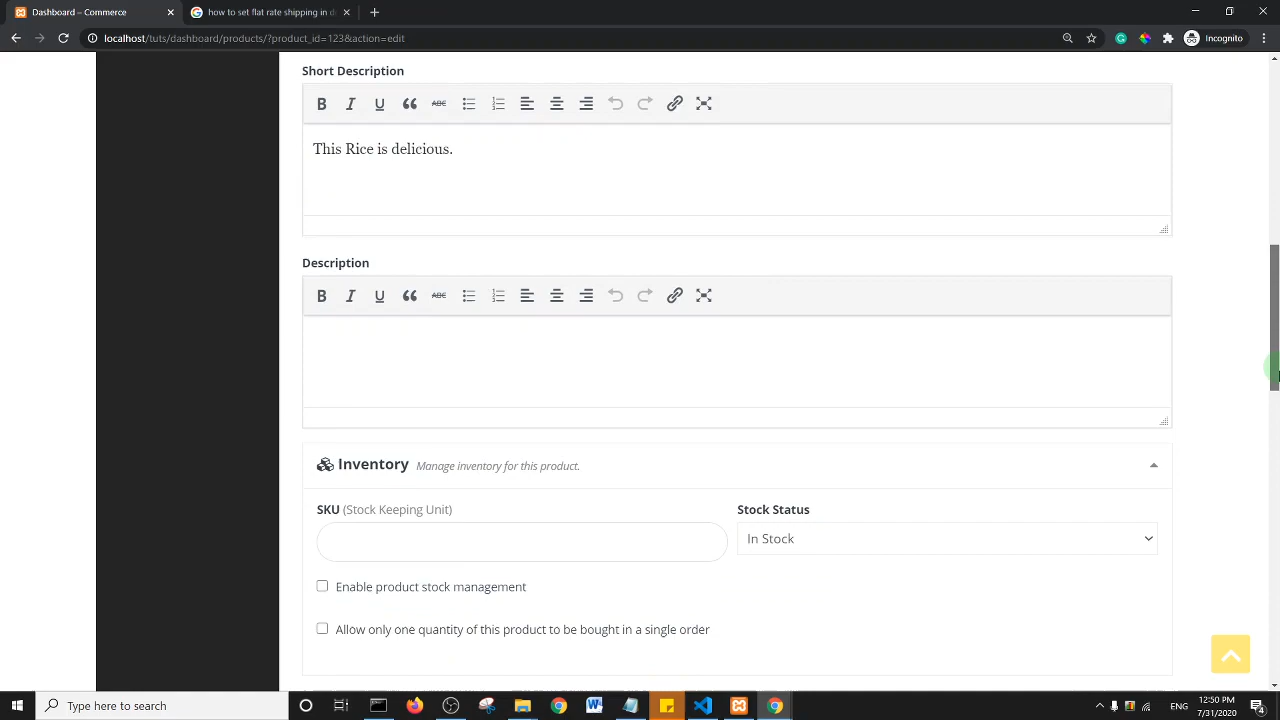 Dashboard – Commerce
how to set flat rate shipping in d
localhost/tuts/dashboard/products/?product_id=123&action=edit
Incognito
Short Description
B I U ABC
This Rice is delicious.
Description
B I U ABC
Inventory Manage inventory for this product.
SKU (Stock Keeping Unit)
Stock Status
In Stock
Enable product stock management
Allow only one quantity of this product to be bought in a single order
Type here to search
ENG
12:50 PM
7/31/2020
4